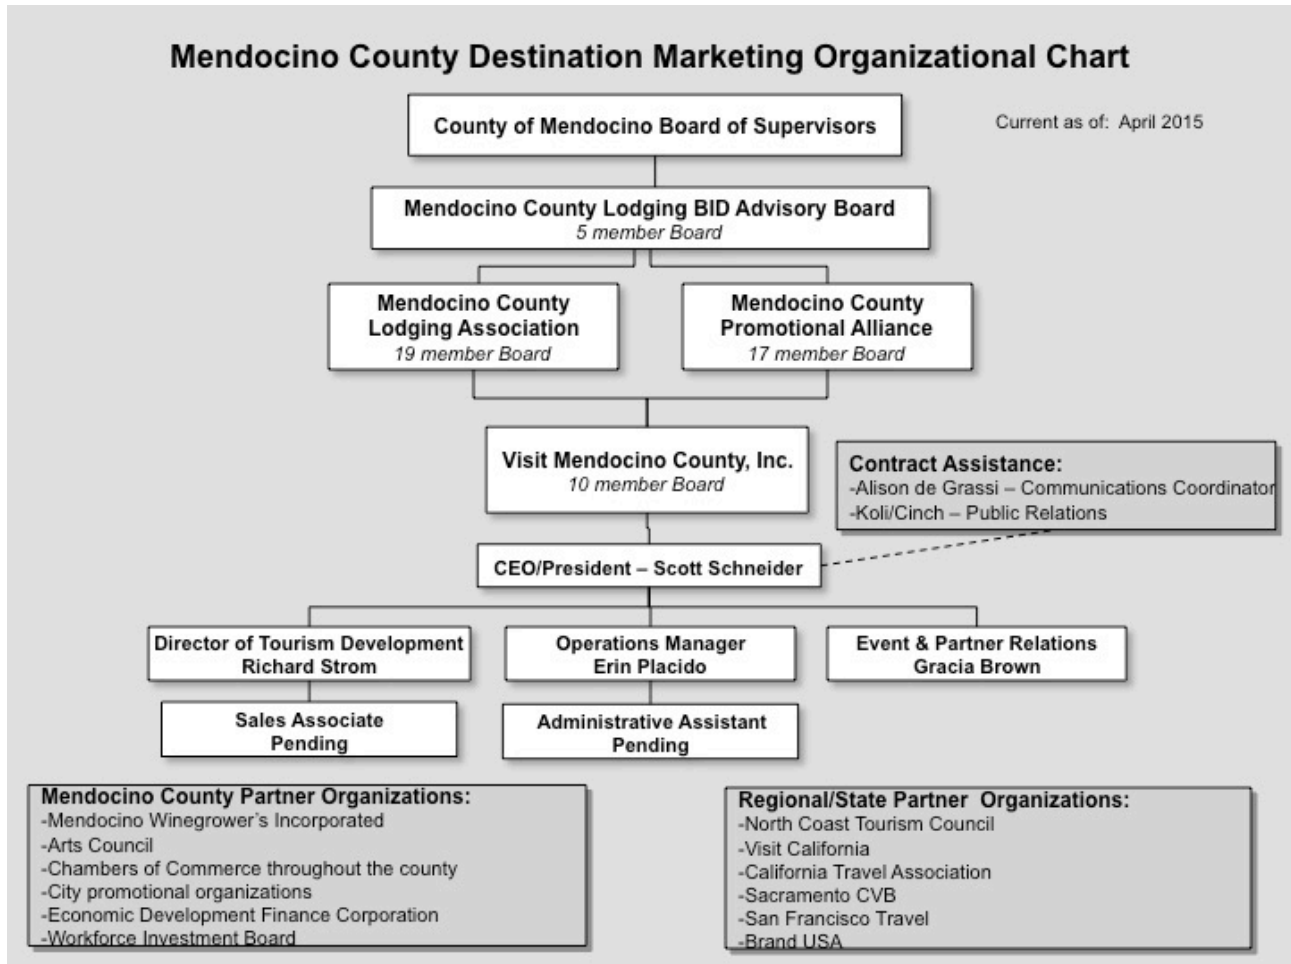 Mendocino County Destination Marketing Organizational Chart
County of Mendocino Board of Supervisors
Current as of:  April 2015
Mendocino County Lodging BID Advisory Board
5 member Board
Mendocino County
Lodging Association
19 member Board
Mendocino County
Promotional Alliance
17 member Board
Visit Mendocino County, Inc.
10 member Board
Contract Assistance:
-Alison de Grassi – Communications Coordinator
-Koli/Cinch – Public Relations
CEO/President – Scott Schneider
Director of Tourism Development
Richard Strom
Operations Manager
Erin Placido
Event & Partner Relations
Gracia Brown
Sales Associate
Pending
Administrative Assistant
Pending
Mendocino County Partner Organizations:
-Mendocino Winegrower’s Incorporated
-Arts Council
-Chambers of Commerce throughout the county
-City promotional organizations
-Economic Development Finance Corporation
-Workforce Investment Board
Regional/State Partner  Organizations:
-North Coast Tourism Council
-Visit California
-California Travel Association
-Sacramento CVB
-San Francisco Travel
-Brand USA